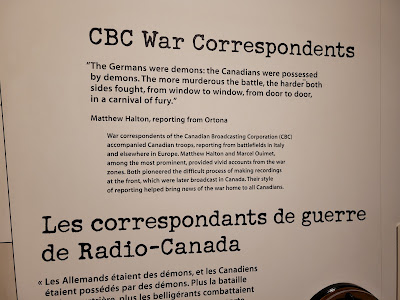 CBC War Correspondents
"The Germans were demons: the Canadians were possessed
by demons. The more murderous the battle, the harder both
sides fought, from window to window, from door to door,
in a carnival of fury."
Matthew Halton, reporting from Ortona
War correspondents of the Canadian Broadcasting Corporation (CBC)
accompanied Canadian troops, reporting from battlefields in Italy
and elsewhere in Europe. Matthew Halton and Marcel Ouimet,
among the most prominent, provided vivid accounts from the war
zones. Both pioneered the difficult process of making recordings
at the front, which were later broadcast in Canada. Their style
of reporting helped bring news of the war home to all Canadians.
Les correspondants de guerre
de Radio-Canada
« Les Allemands étaient des démons, et les Canadiens
étaient possédés par des démons. Plus la bataille
plus les belligérants combattaient